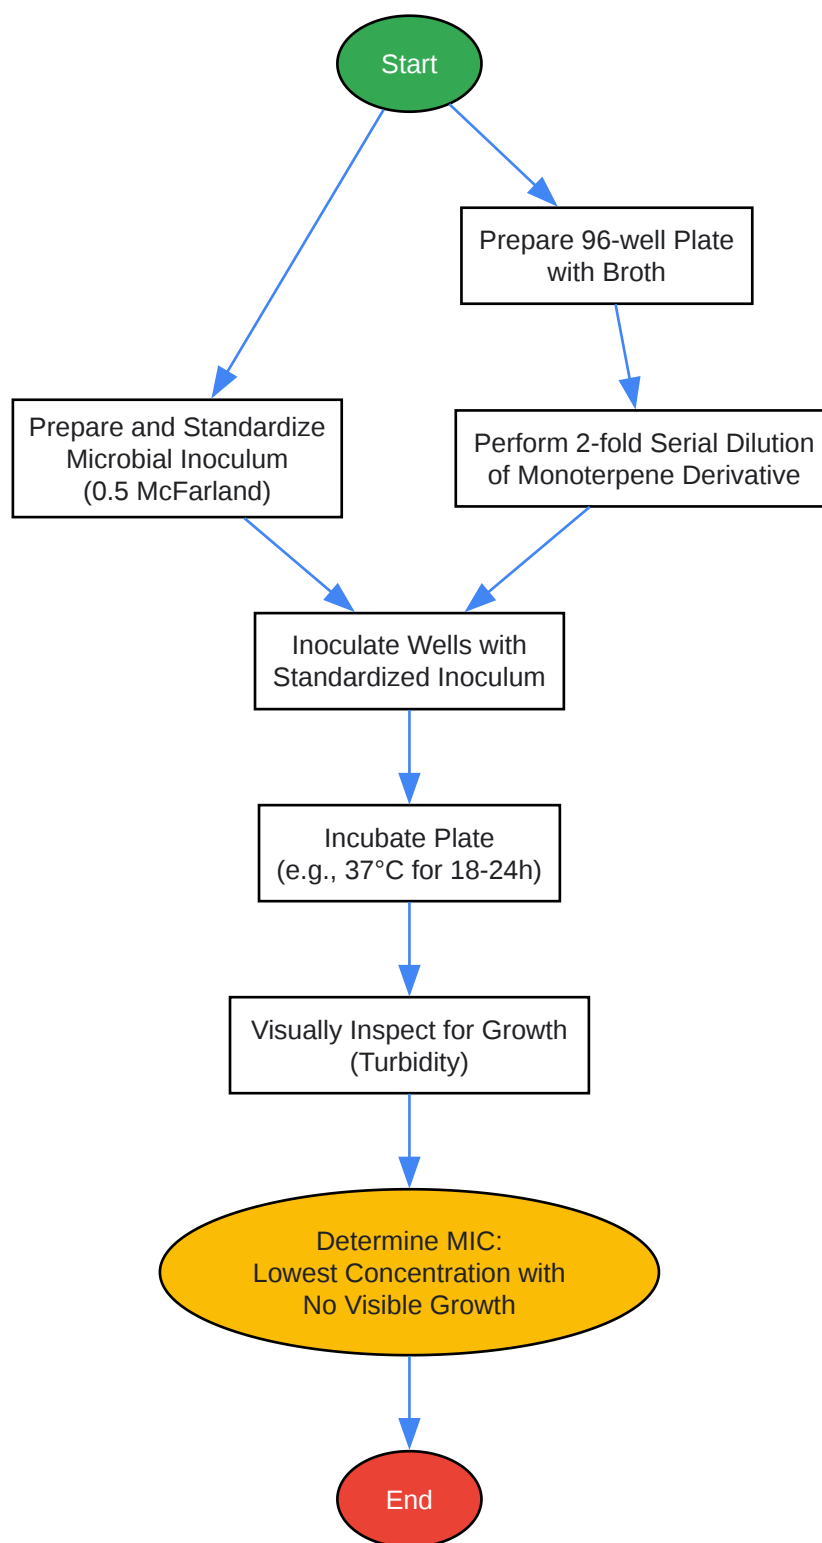 Start
Prepare 96-well Plate
with Broth
Prepare and Standardize
Microbial Inoculum
(0.5 McFarland)
Perform 2-fold Serial Dilution
of Monoterpene Derivative
Inoculate Wells with
Standardized Inoculum
Incubate Plate
(e.g., 37°C for 18-24h)
Visually Inspect for Growth
(Turbidity)
Determine MIC:
Lowest Concentration with
No Visible Growth
End